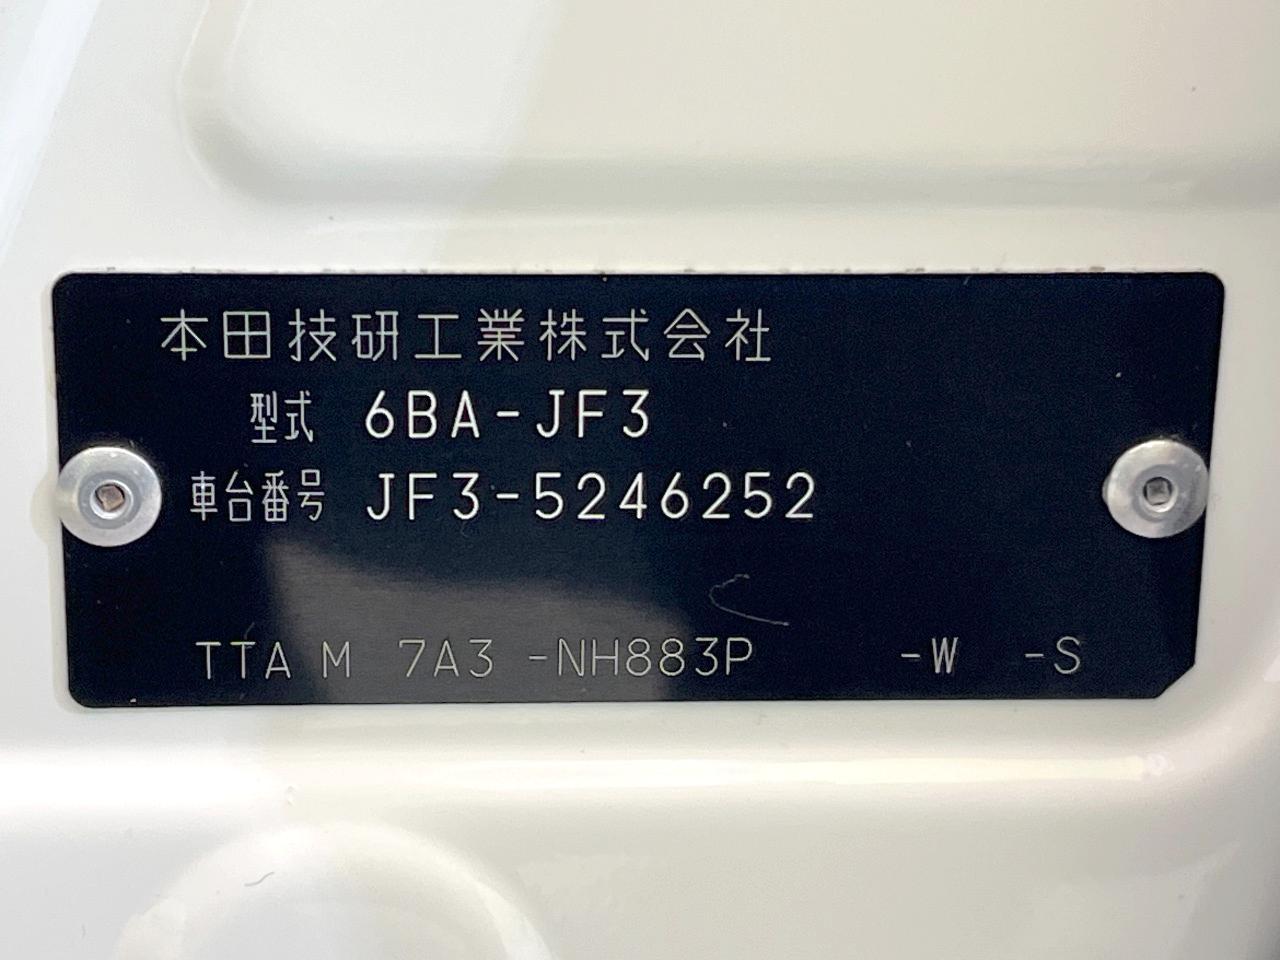 本田技研工業株式会社
型式 6BA-JF3
車台番号 JF3-5246252
TTA M 7A3 -NH883P -W -S